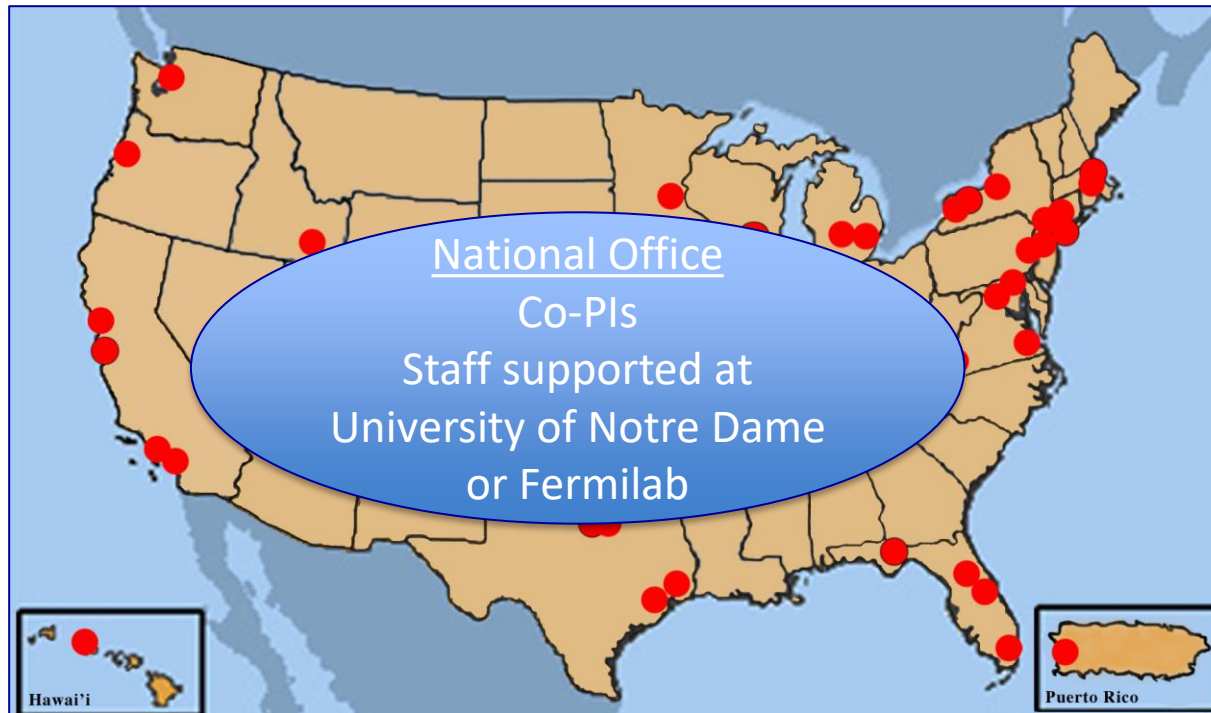 National Office
Co-PIs
Staff supported at
University of Notre Dame
or Fermilab
Hawai'i
Puerto Rico